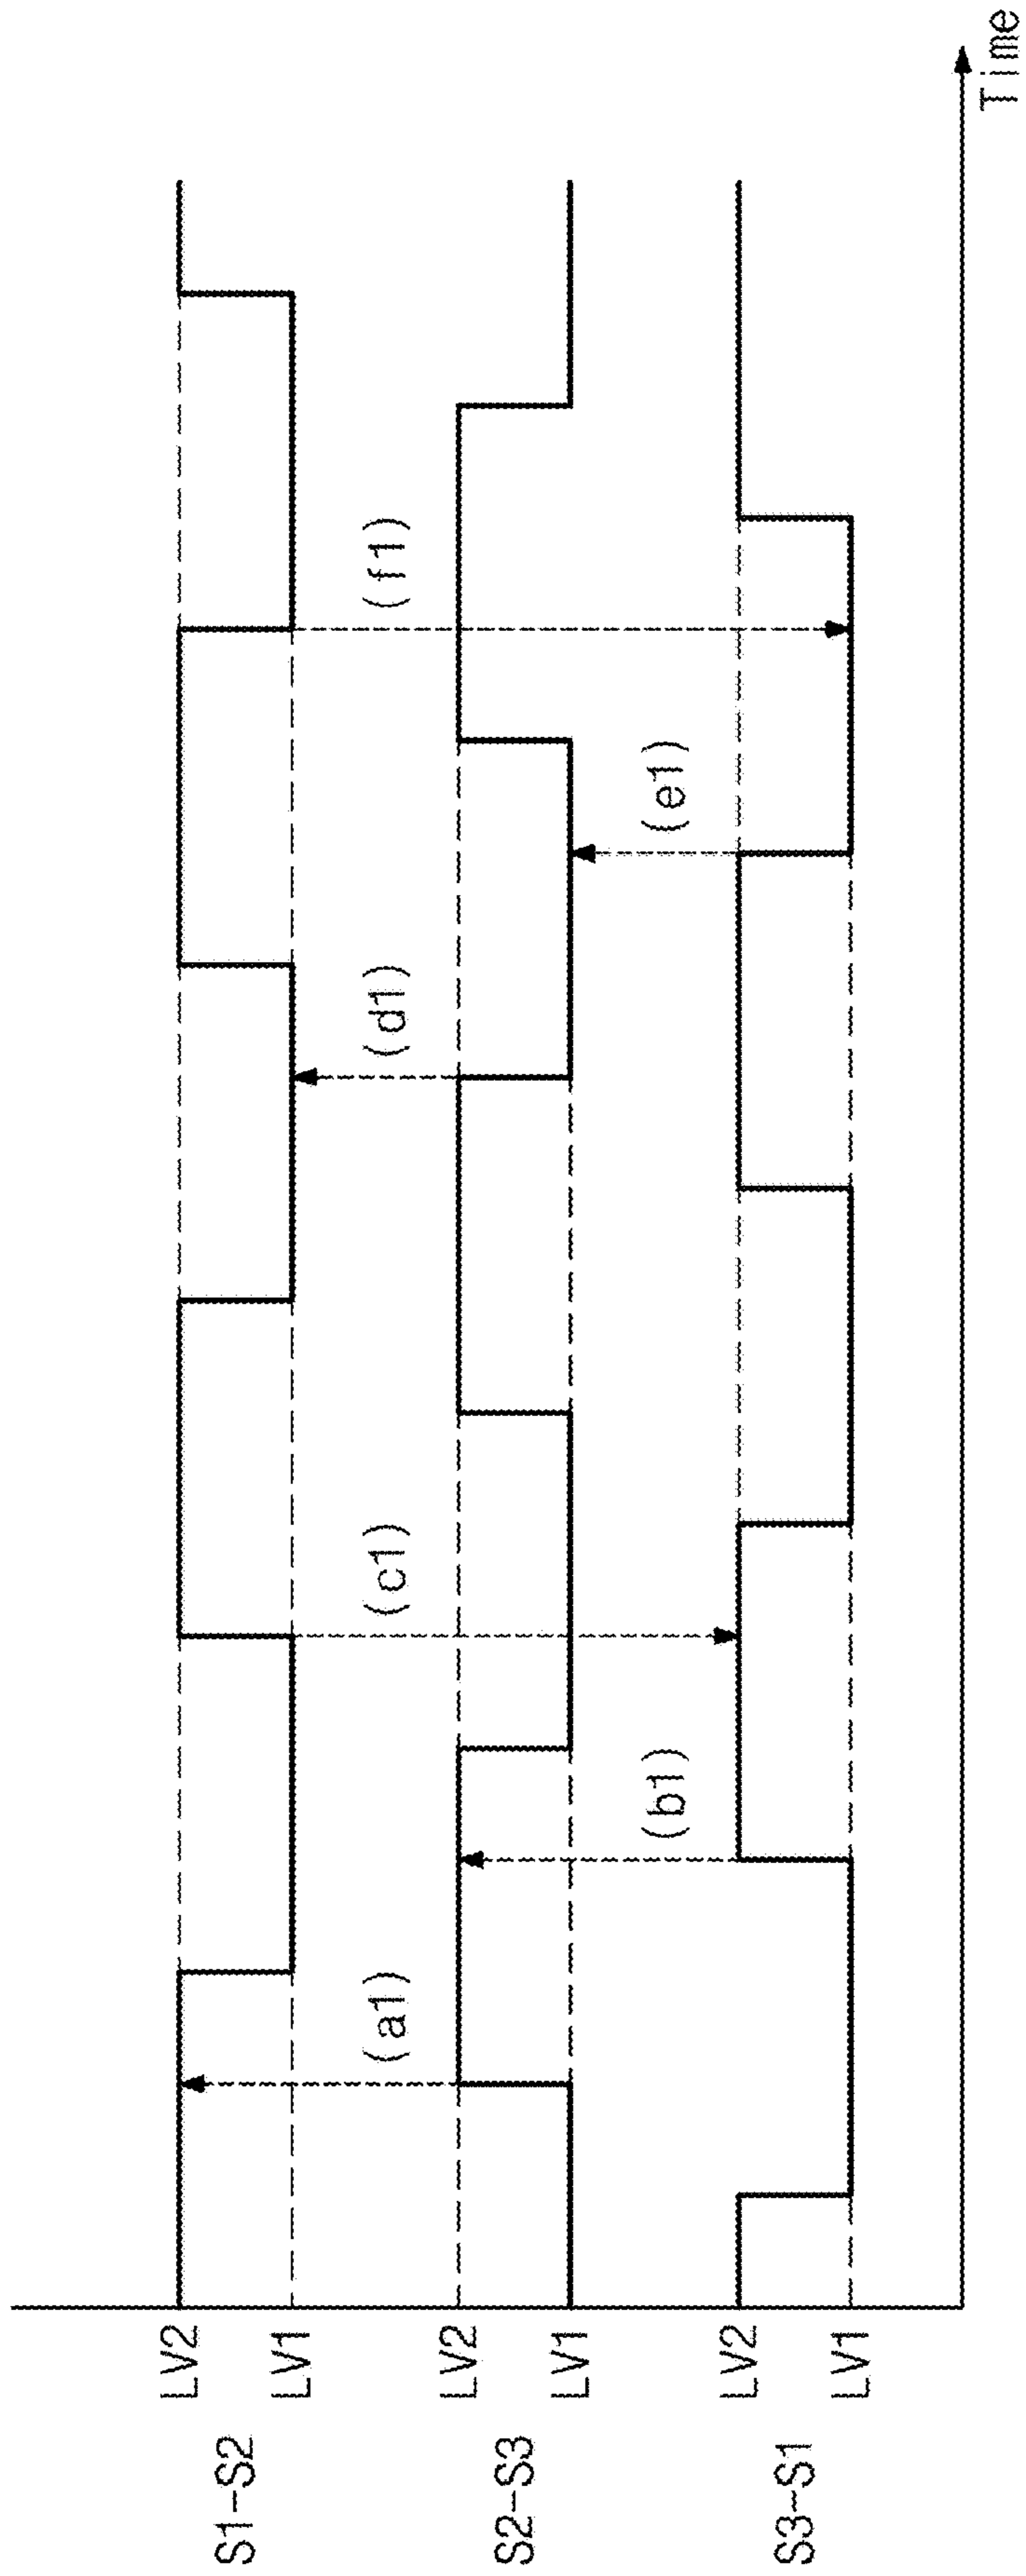 S1-S2
LV2
LV1
S2-S3
LV2
LV1
S3-S1
LV2
LV1
(a1)
(b1)
(c1)
(d1)
(e1)
(f1)
Time